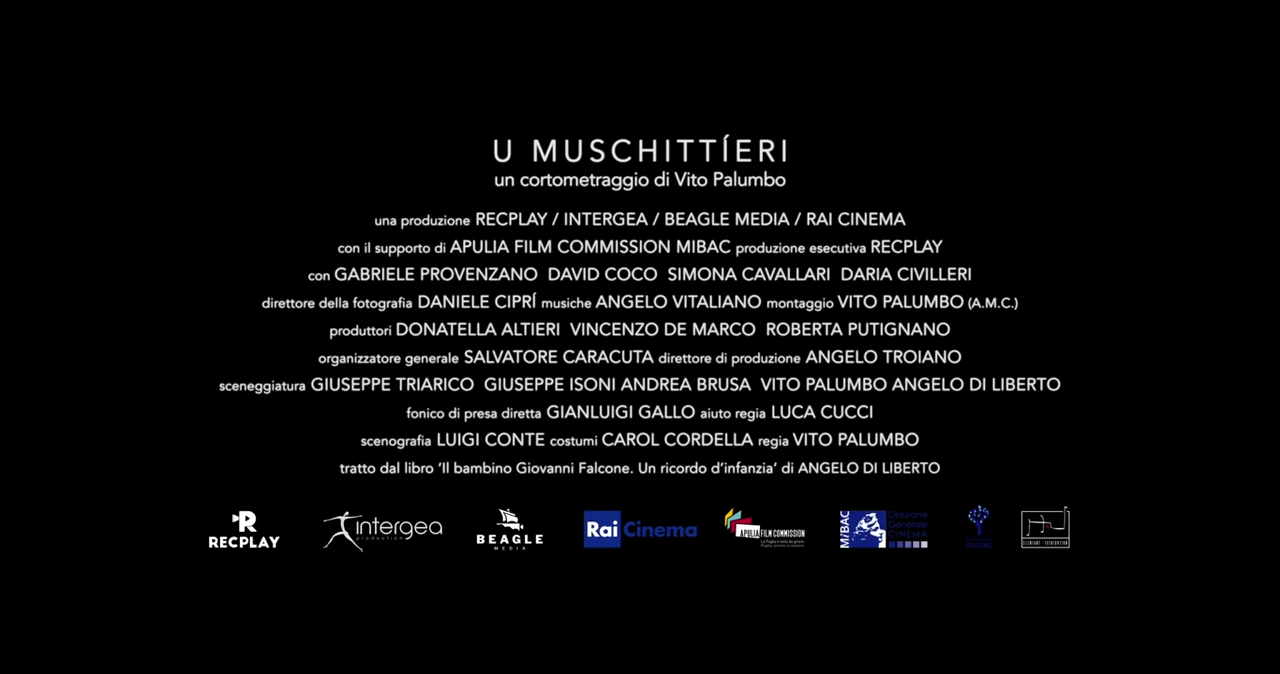 U MUSCHITTÍERI
un cortometraggio di Vito Palumbo
una produzione RECPLAY / INTERGEA / BEAGLE MEDIA / RAI CINEMA
con il supporto di APULIA FILM COMMISSION MIBAC produzione esecutiva RECPLAY
con GABRIELE PROVENZANO DAVID COCO SIMONA CAVALLARI DARIA CIVILLERI
direttore della fotografia DANIELE CIPRÍ musiche ANGELO VITALIANO montaggio VITO PALUMBO (A.M.C.)
produttori DONATELLA ALTIERI VINCENZO DE MARCO ROBERTA PUTIGNANO
organizzatore generale SALVATORE CARACUTA direttore di produzione ANGELO TROIANO
sceneggiatura GIUSEPPE TRIARICO GIUSEPPE ISONI ANDREA BRUSA VITO PALUMBO ANGELO DI LIBERTO
fonico di presa diretta GIANLUIGI GALLO aiuto regia LUCA CUCCI
scenografia LUIGI CONTE costumi CAROL CORDELLA regia VITO PALUMBO
tratto dal libro ‘Il bambino Giovanni Falcone. Un ricordo d’infanzia’ di ANGELO DI LIBERTO
R
RECPLAY
intergea
production
BEAGLE
MEDIA
Rai Cinema
APULIA FILM COMMISSION
MiBAC
Direzione
Generale
CINEMA
FALCONE